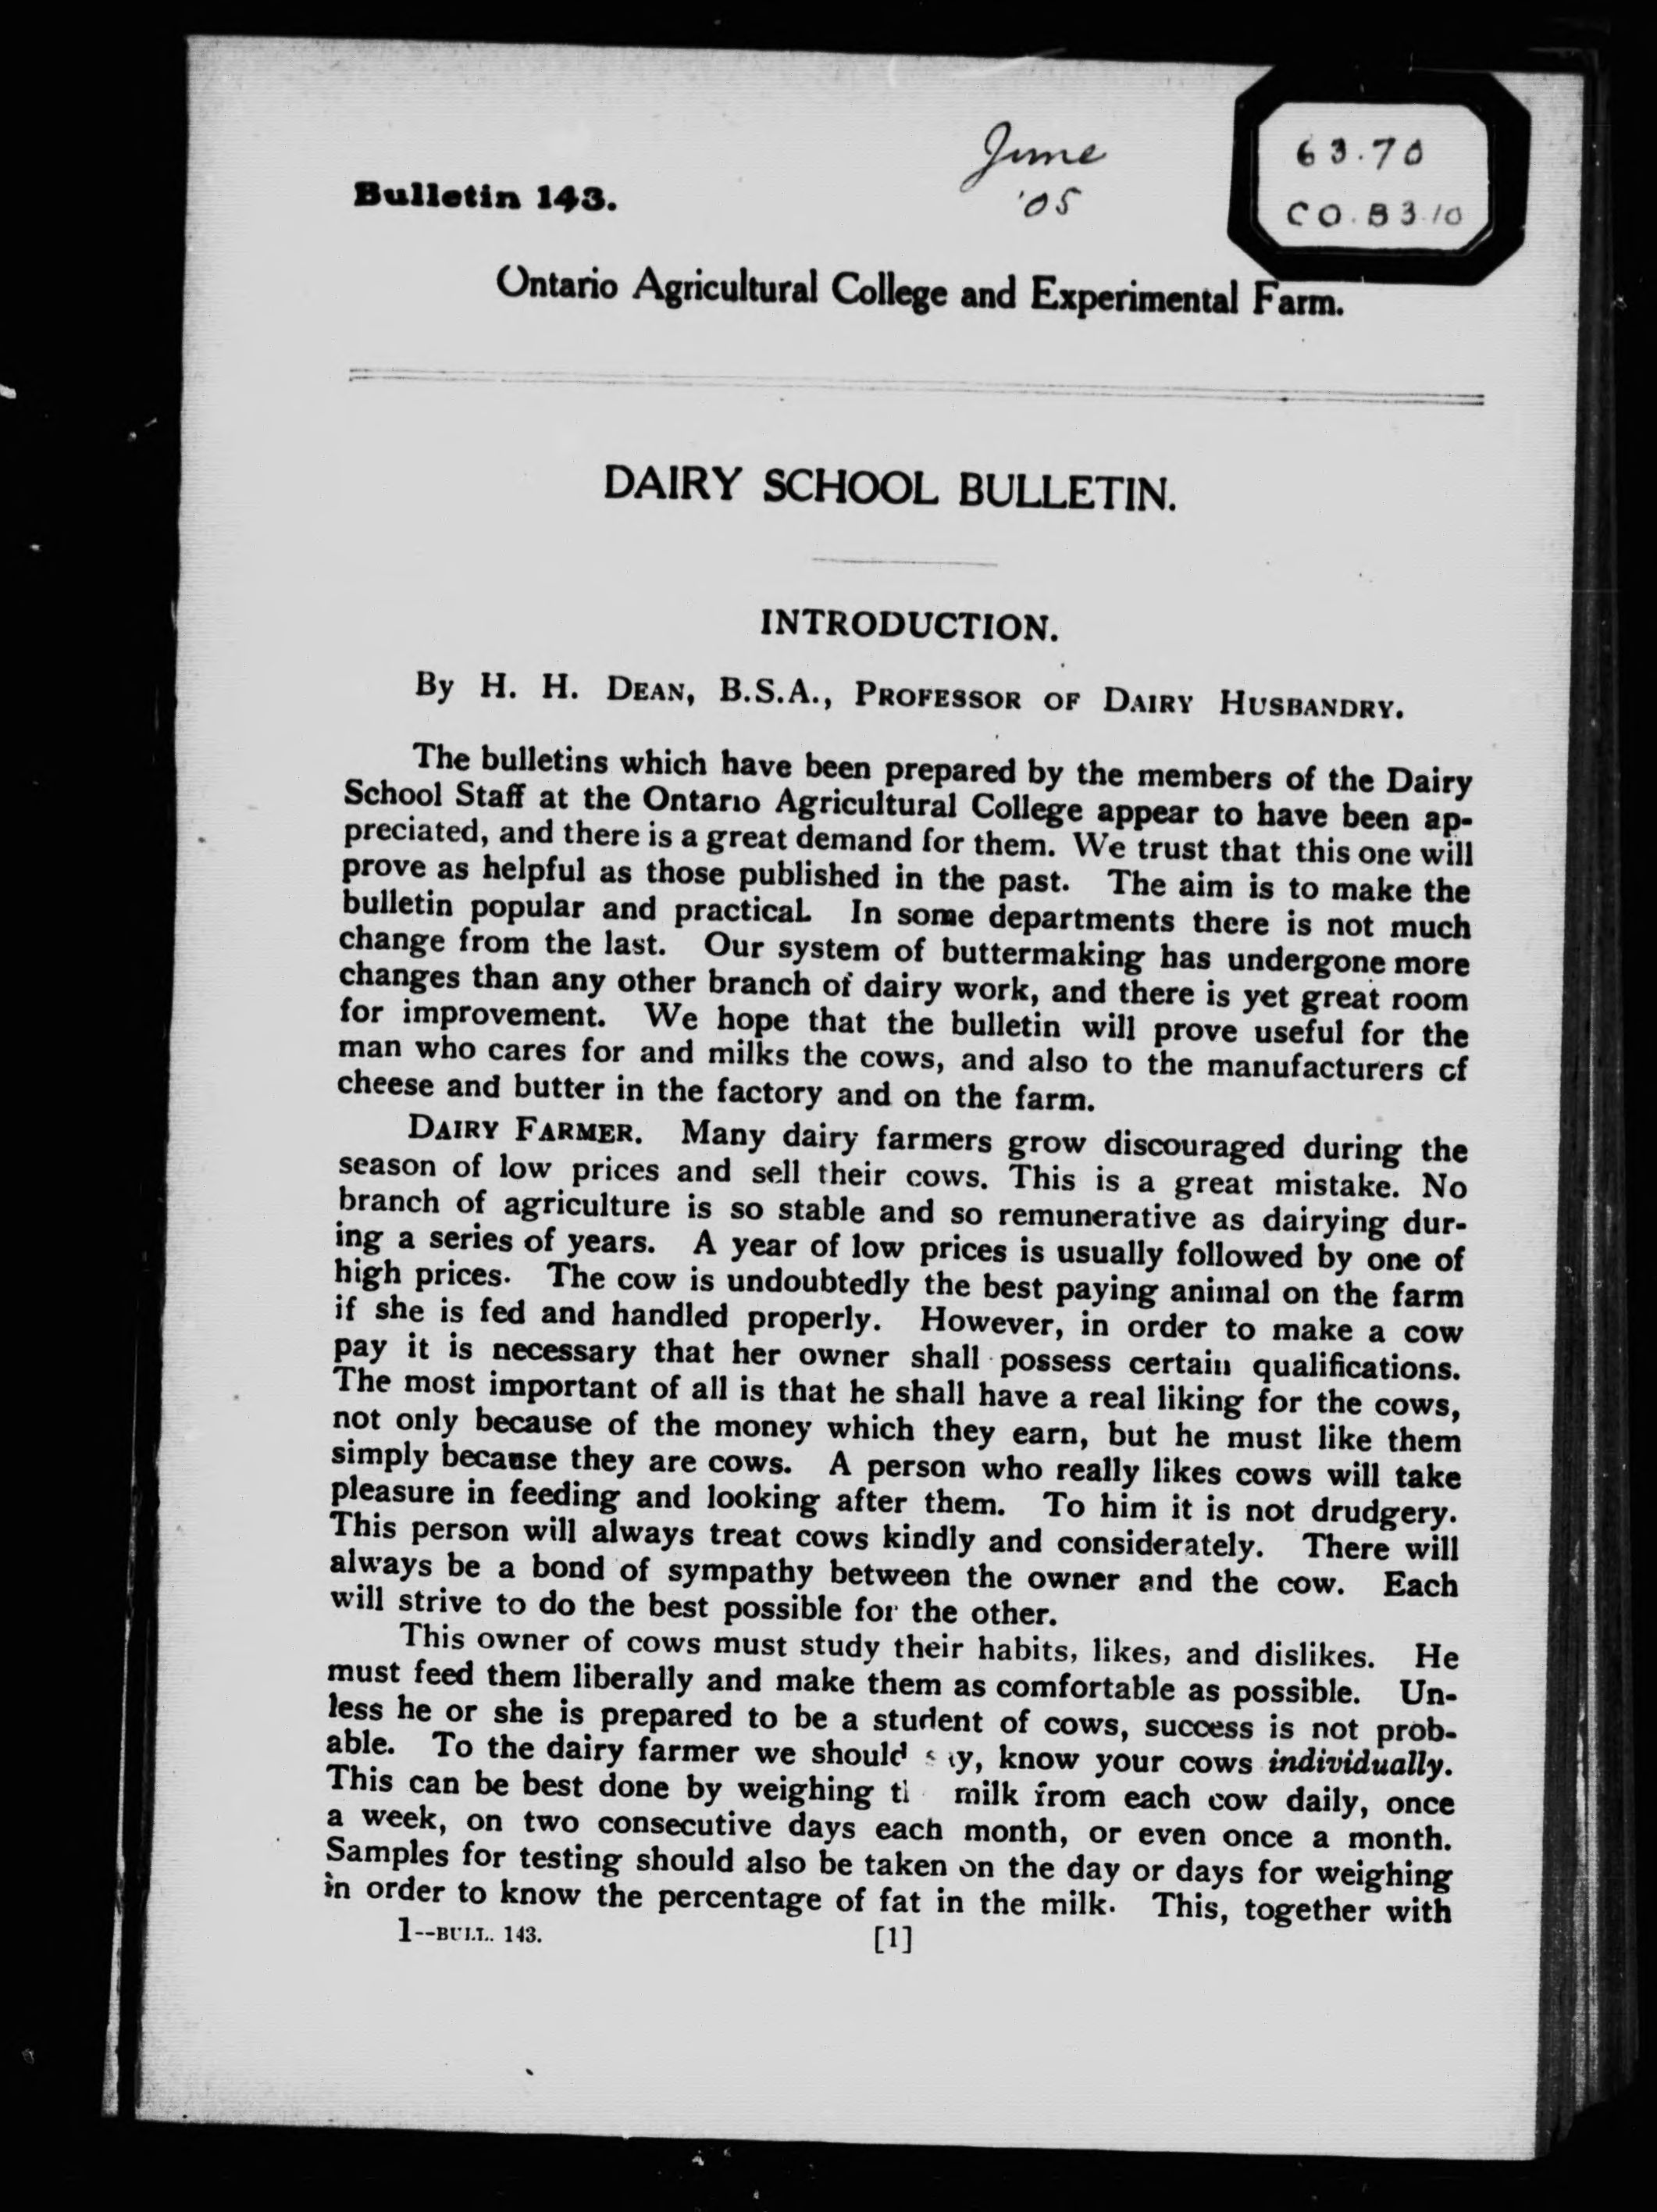 June
'05
63.70
CO.B3.10
Bulletin 143.
Ontario Agricultural College and Experimental Farm.
DAIRY SCHOOL BULLETIN.
INTRODUCTION.
By H. H. DEAN, B.S.A., PROFESSOR OF DAIRY HUSBANDRY.
The bulletins which have been prepared by the members of the Dairy
School Staff at the Ontario Agricultural College appear to have been ap-
preciated, and there is a great demand for them. We trust that this one will
prove as helpful as those published in the past. The aim is to make the
bulletin popular and practical. In some departments there is not much
change from the last. Our system of buttermaking has undergone more
changes than any other branch of dairy work, and there is yet great room
for improvement. We hope that the bulletin will prove useful for the
man who cares for and milks the cows, and also to the manufacturers of
cheese and butter in the factory and on the farm.
DAIRY FARMER. Many dairy farmers grow discouraged during the
season of low prices and sell their cows. This is a great mistake. No
branch of agriculture is so stable and so remunerative as dairying dur-
ing a series of years. A year of low prices is usually followed by one of
high prices. The cow is undoubtedly the best paying animal on the farm
if she is fed and handled properly. However, in order to make a cow
pay it is necessary that her owner shall possess certain qualifications.
The most important of all is that he shall have a real liking for the cows,
not only because of the money which they earn, but he must like them
simply because they are cows. A person who really likes cows will take
pleasure in feeding and looking after them. To him it is not drudgery.
This person will always treat cows kindly and considerately. There will
always be a bond of sympathy between the owner and the cow. Each
will strive to do the best possible for the other.
This owner of cows must study their habits, likes, and dislikes. He
must feed them liberally and make them as comfortable as possible. Un-
less he or she is prepared to be a student of cows, success is not prob-
able. To the dairy farmer we should say, know your cows individually.
This can be best done by weighing the milk from each cow daily, once
a week, on two consecutive days each month, or even once a month.
Samples for testing should also be taken on the day or days for weighing
in order to know the percentage of fat in the milk. This, together with
1--BULL. 143.
[1]